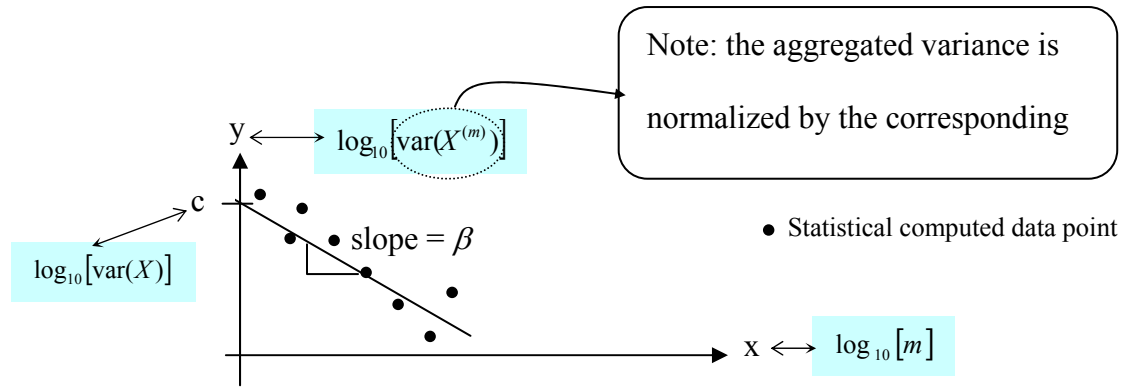 Note: the aggregated variance is
normalized by the corresponding
y
log₁₀[var(X⁽ᵐ⁾)]
c
slope = β
● Statistical computed data point
log₁₀[var(X)]
x
log₁₀[m]